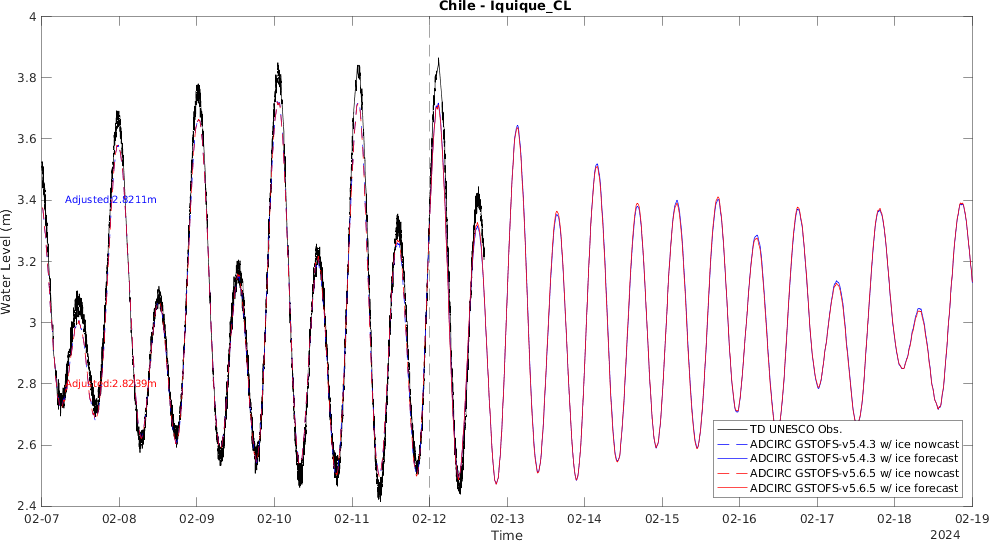 Chile - Iquique_CL
4
3.8
3.6
3.4
3.2
3
2.8
2.6
2.4
Water Level (m)
Adjusted:2.8211m
Adjusted:2.8239m
TD UNESCO Obs.
ADCIRC GSTOFS-v5.4.3 w/ ice nowcast
ADCIRC GSTOFS-v5.4.3 w/ ice forecast
ADCIRC GSTOFS-v5.6.5 w/ ice nowcast
ADCIRC GSTOFS-v5.6.5 w/ ice forecast
02-07 02-08 02-09 02-10 02-11 02-12 02-13 02-14 02-15 02-16 02-17 02-18 02-19
Time
2024